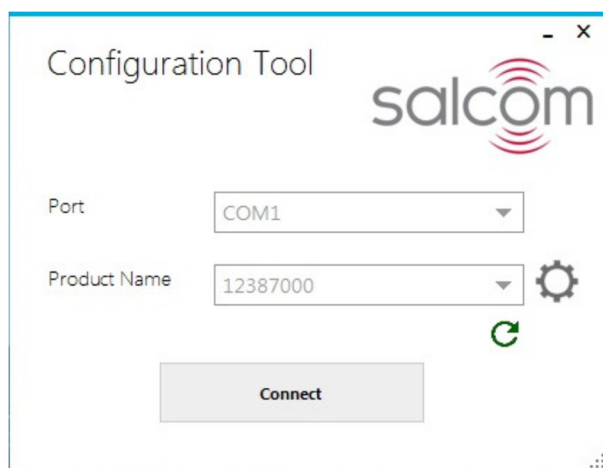 Configuration Tool
salcom
Port
COM1
Product Name
12387000
Connect